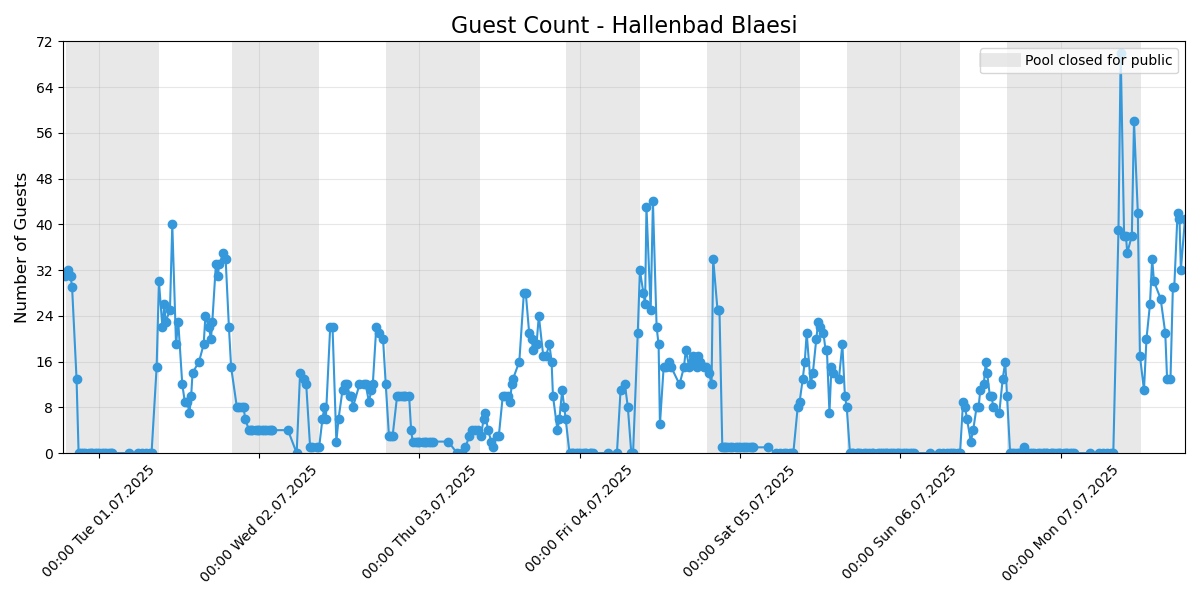 Guest Count - Hallenbad Blaesi
Pool closed for public
Number of Guests
72
64
56
48
40
32
24
16
8
0
00:00 Tue 01.07.2025
00:00 Wed 02.07.2025
00:00 Thu 03.07.2025
00:00 Fri 04.07.2025
00:00 Sat 05.07.2025
00:00 Sun 06.07.2025
00:00 Mon 07.07.2025